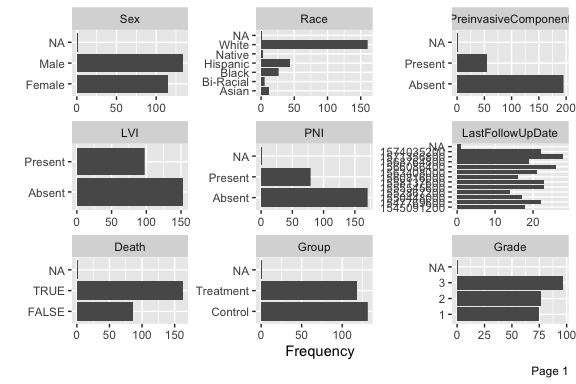 Sex
Race
PreinvasiveComponent
NA
Male
Female
0
50
100
NA
White
Native
Hispanic
Black
Bi-Racial
Asian
0
50
100
150
NA
Present
Absent
0
50
100
150
200
LVI
PNI
LastFollowUpDate
Present
Absent
0
50
100
150
NA
Present
Absent
0
50
100
150
NA
1574035200
1545091200
0
10
20
Death
Group
Grade
NA
TRUE
FALSE
0
50
100
150
NA
Treatment
Control
0
50
100
NA
3
2
1
0
25
50
75
100
Frequency
Page 1